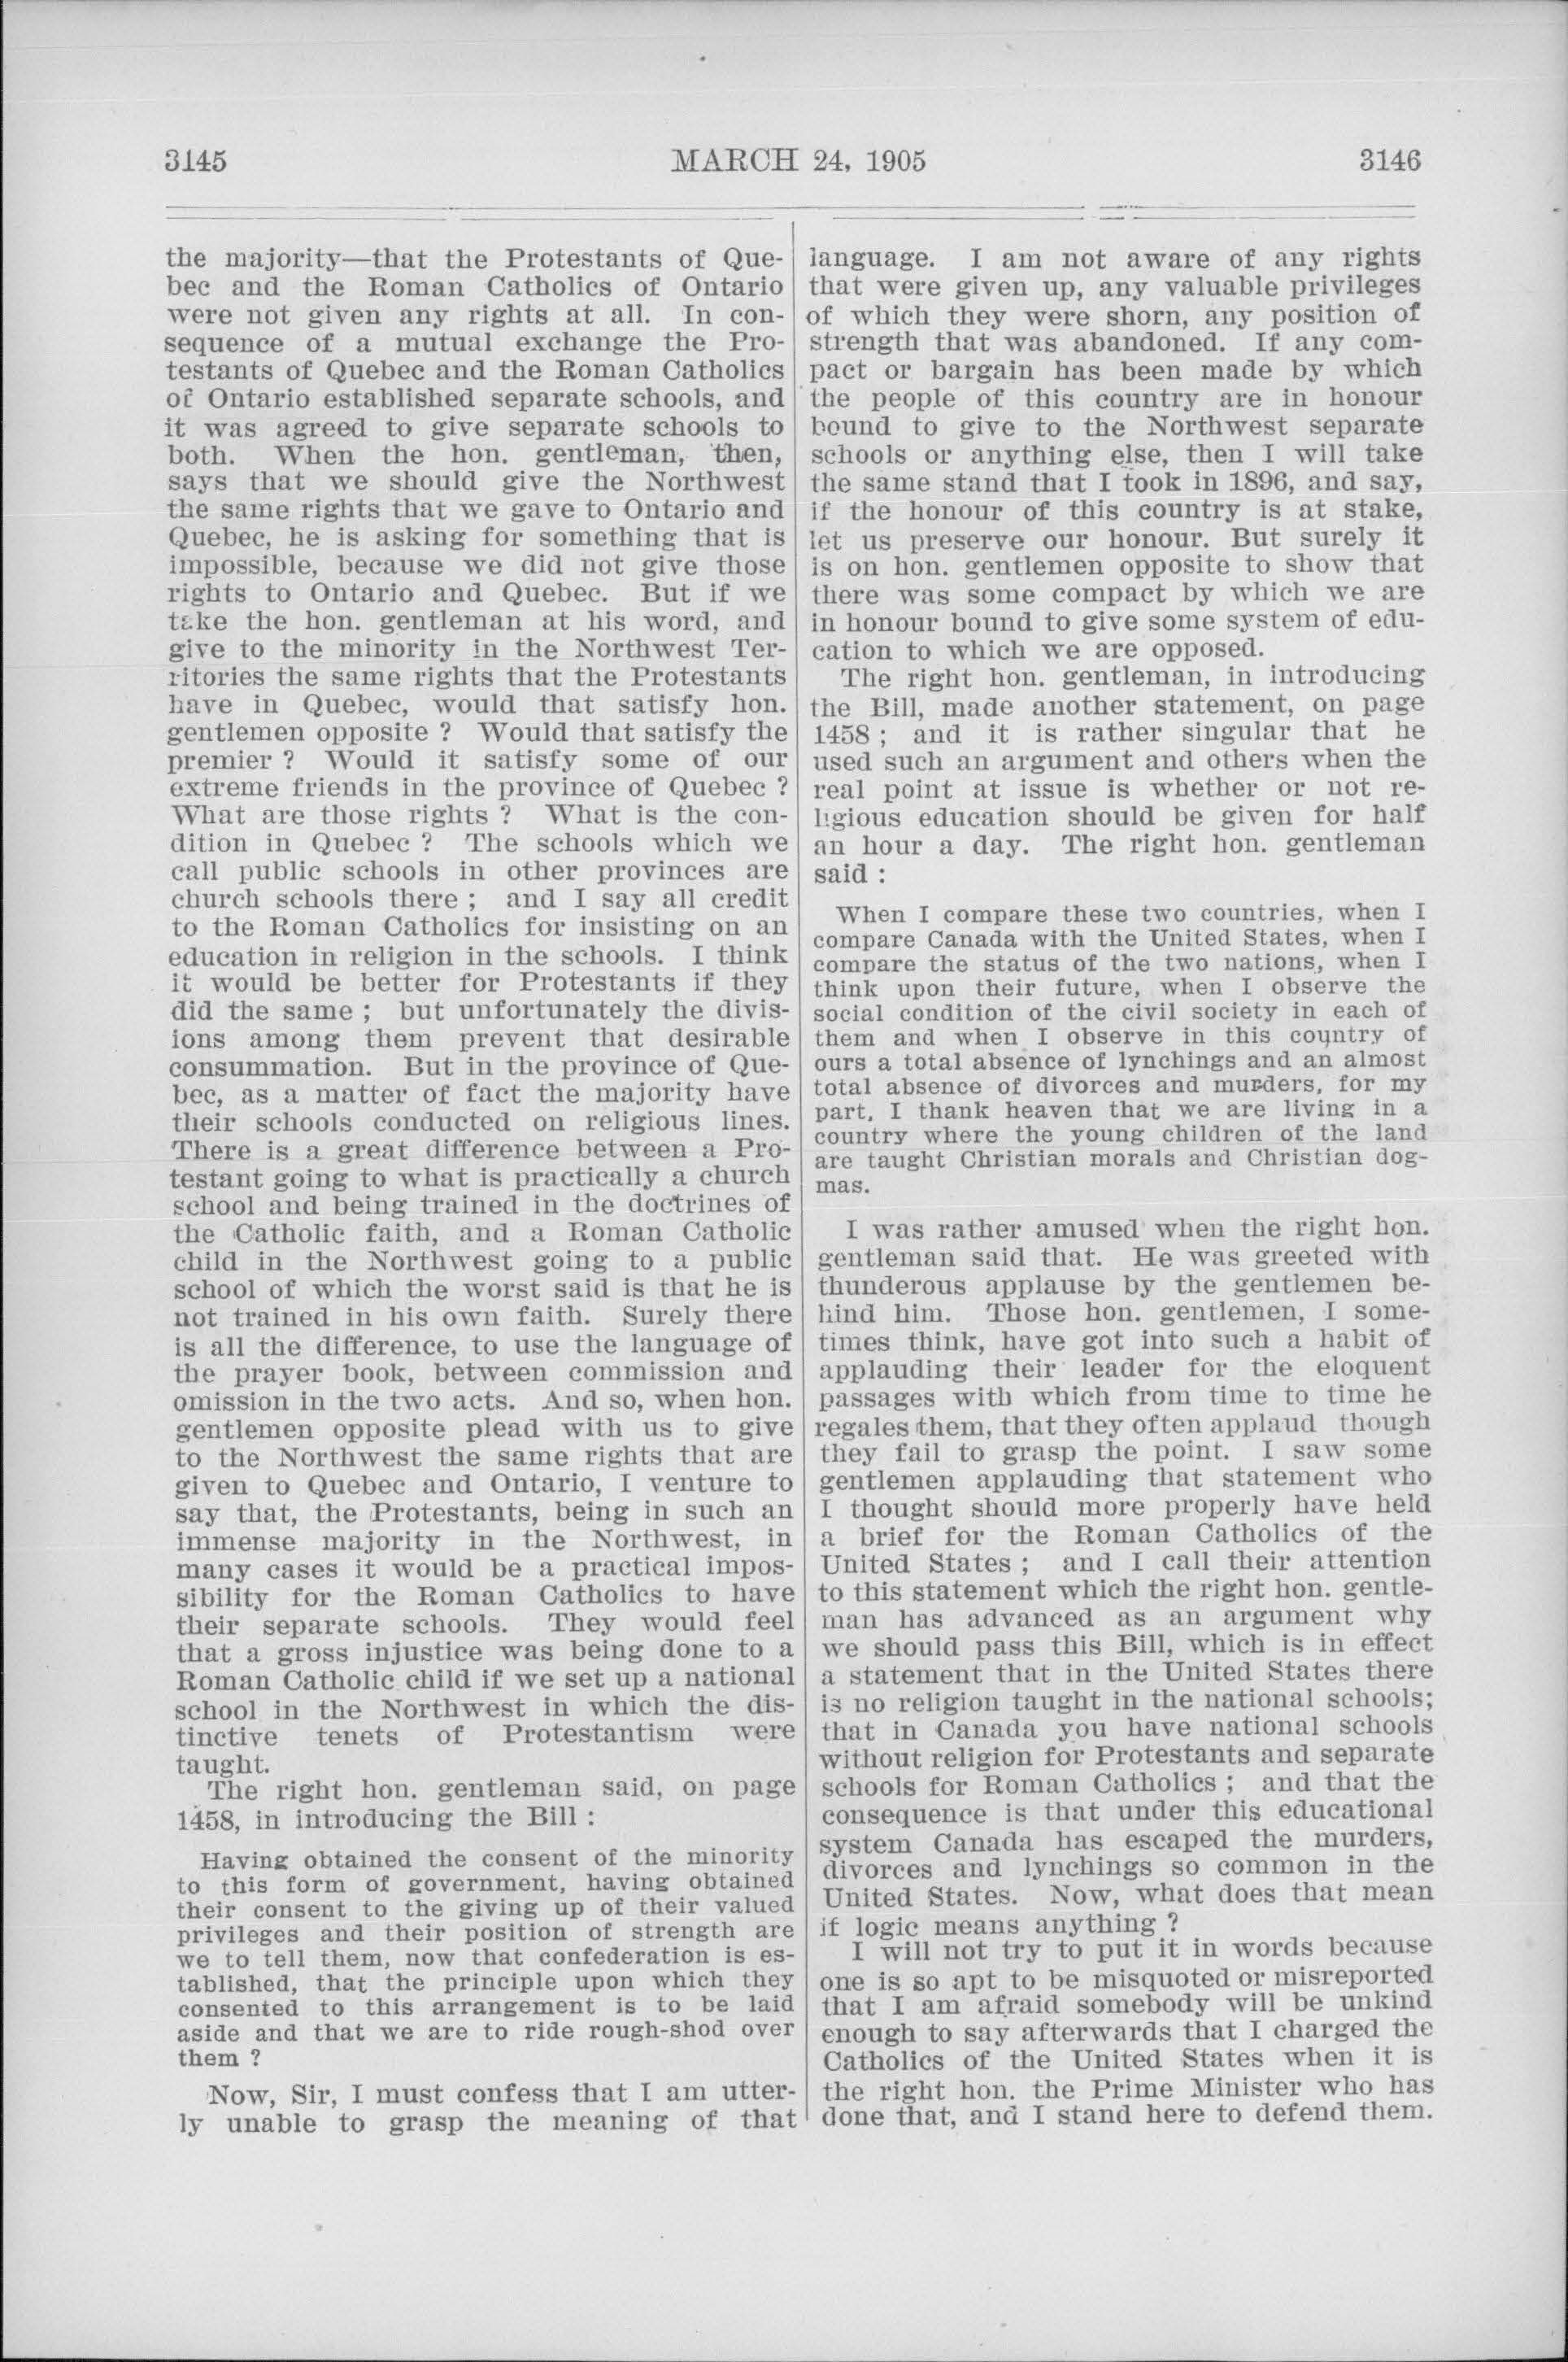 3145
MARCH 24, 1905
3146
the majority—that the Protestants of Que-
bec and the Roman Catholics of Ontario
were not given any rights at all. In con-
sequence of a mutual exchange the Pro-
testants of Quebec and the Roman Catholics
of Ontario established separate schools, and
it was agreed to give separate schools to
both. When the hon. gentleman, then,
says that we should give the Northwest
the same rights that we gave to Ontario and
Quebec, he is asking for something that is
impossible, because we did not give those
rights to Ontario and Quebec. But if we
take the hon. gentleman at his word, and
give to the minority in the Northwest Ter-
ritories the same rights that the Protestants
have in Quebec, would that satisfy hon.
gentlemen opposite ? Would that satisfy the
premier ? Would it satisfy some of our
extreme friends in the province of Quebec ?
What are those rights ? What is the con-
dition in Quebec ? The schools which we
call public schools in other provinces are
church schools there ; and I say all credit
to the Roman Catholics for insisting on an
education in religion in the schools. I think
it would be better for Protestants if they
did the same ; but unfortunately the divis-
ions among them prevent that desirable
consummation. But in the province of Que-
bec, as a matter of fact the majority have
their schools conducted on religious lines.
There is a great difference between a Pro-
testant going to what is practically a church
school and being trained in the doctrines of
the Catholic faith, and a Roman Catholic
child in the Northwest going to a public
school of which the worst said is that he is
not trained in his own faith. Surely there
is all the difference, to use the language of
the prayer book, between commission and
omission in the two acts. And so, when hon.
gentlemen opposite plead with us to give
to the Northwest the same rights that are
given to Quebec and Ontario, I venture to
say that, the Protestants, being in such an
immense majority in the Northwest, in
many cases it would be a practical impos-
sibility for the Roman Catholics to have
their separate schools. They would feel
that a gross injustice was being done to a
Roman Catholic child if we set up a national
school in the Northwest in which the dis-
tinctive tenets of Protestantism were
taught.
The right hon. gentleman said, on page
1458, in introducing the Bill :
Having obtained the consent of the minority
to this form of government, having obtained
their consent to the giving up of their valued
privileges and their position of strength are
we to tell them, now that confederation is es-
tablished, that the principle upon which they
consented to this arrangement is to be laid
aside and that we are to ride rough-shod over
them ?
Now, Sir, I must confess that I am utter-
ly unable to grasp the meaning of that
language. I am not aware of any rights
that were given up, any valuable privileges
of which they were shorn, any position of
strength that was abandoned. If any com-
pact or bargain has been made by which
the people of this country are in honour
bound to give to the Northwest separate
schools or anything else, then I will take
the same stand that I took in 1896, and say,
if the honour of this country is at stake,
let us preserve our honour. But surely it
is on hon. gentlemen opposite to show that
there was some compact by which we are
in honour bound to give some system of edu-
cation to which we are opposed.
The right hon. gentleman, in introducing
the Bill, made another statement, on page
1458 ; and it is rather singular that he
used such an argument and others when the
real point at issue is whether or not re-
ligious education should be given for half
an hour a day. The right hon. gentleman
said :
When I compare these two countries, when I
compare Canada with the United States, when I
compare the status of the two nations, when I
think upon their future, when I observe the
social condition of the civil society in each of
them and when I observe in this country of
ours a total absence of lynchings and an almost
total absence of divorces and murders, for my
part, I thank heaven that we are living in a
country where the young children of the land
are taught Christian morals and Christian dog-
mas.
I was rather amused when the right hon.
gentleman said that. He was greeted with
thunderous applause by the gentlemen be-
hind him. Those hon. gentlemen, I some-
times think, have got into such a habit of
applauding their leader for the eloquent
passages with which from time to time he
regales them, that they often applaud though
they fail to grasp the point. I saw some
gentlemen applauding that statement who
I thought should more properly have held
a brief for the Roman Catholics of the
United States ; and I call their attention
to this statement which the right hon. gentle-
man has advanced as an argument why
we should pass this Bill, which is in effect
a statement that in the United States there
is no religion taught in the national schools;
that in Canada you have national schools
without religion for Protestants and separate
schools for Roman Catholics ; and that the
consequence is that under this educational
system Canada has escaped the murders,
divorces and lynchings so common in the
United States. Now, what does that mean
if logic means anything ?
I will not try to put it in words because
one is so apt to be misquoted or misreported
that I am afraid somebody will be unkind
enough to say afterwards that I charged the
Catholics of the United States when it is
the right hon. the Prime Minister who has
done that, and I stand here to defend them.